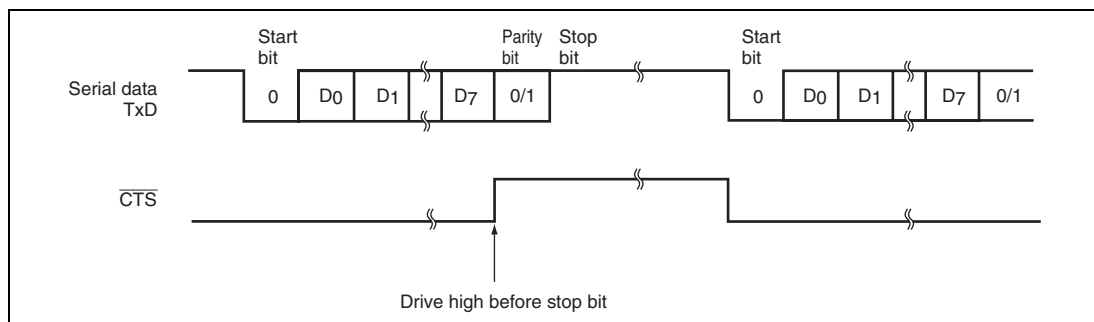 Start bit
Parity bit
Stop bit
Start bit
Serial data TxD
0 D0 D1 D7 0/1 0 D0 D1 D7 0/1
CTS
Drive high before stop bit